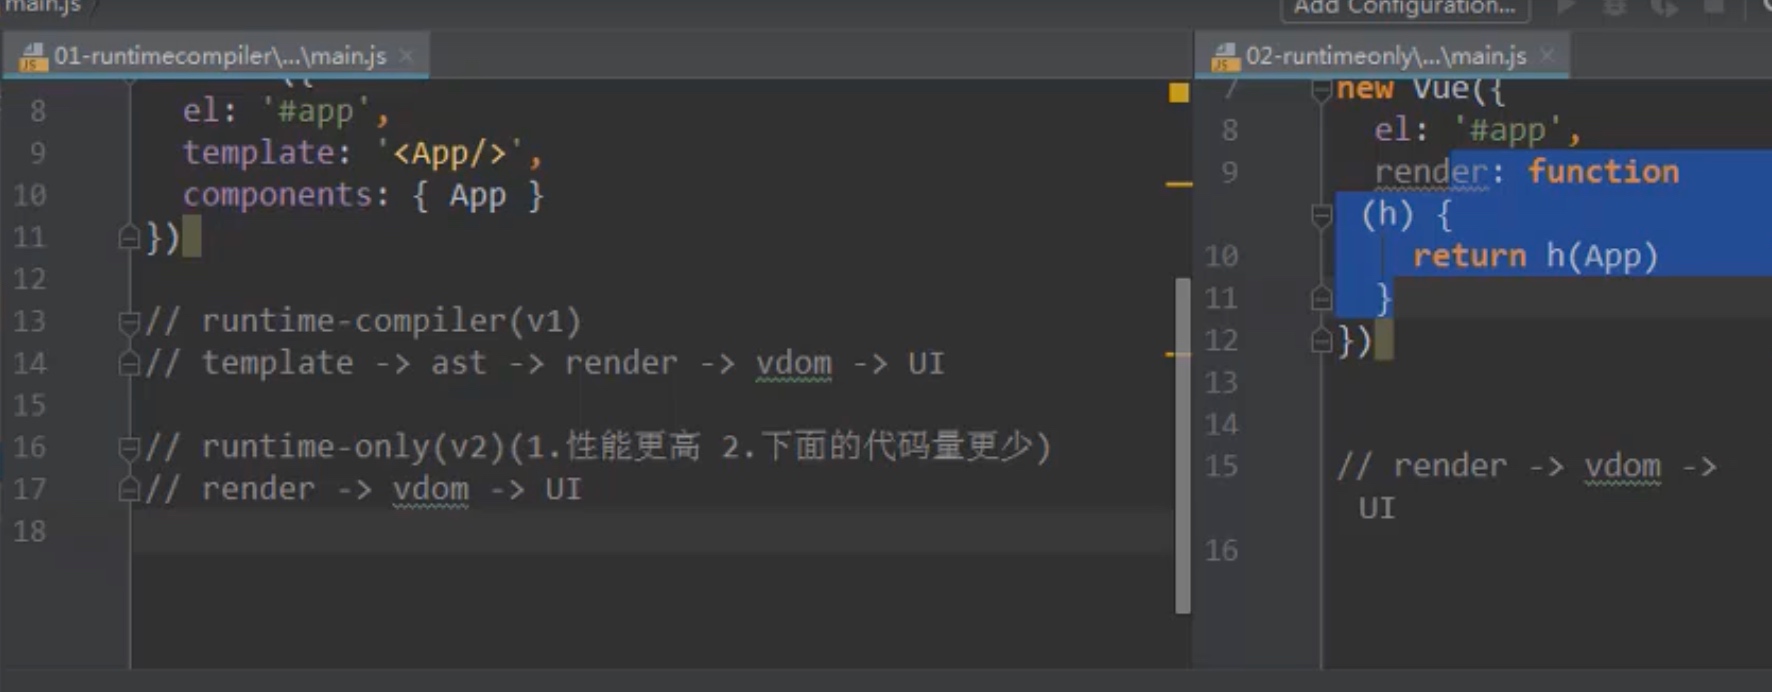 main.js
Add Configuration...
01-runtimecompiler\...\main.js
8 el: '#app',
9 template: '<App/>',
10 components: { App }
11 })
12
13 // runtime-compiler(v1)
14 // template -> ast -> render -> vdom -> UI
15
16 // runtime-only(v2)(1.性能更高 2.下面的代码量更少)
17 // render -> vdom -> UI
18
02-runtimeonly\...\main.js
7 new Vue({
8 el: '#app',
9 render: function
(h) {
10 return h(App)
11 }
12 })
13
14
15 // render -> vdom ->
UI
16